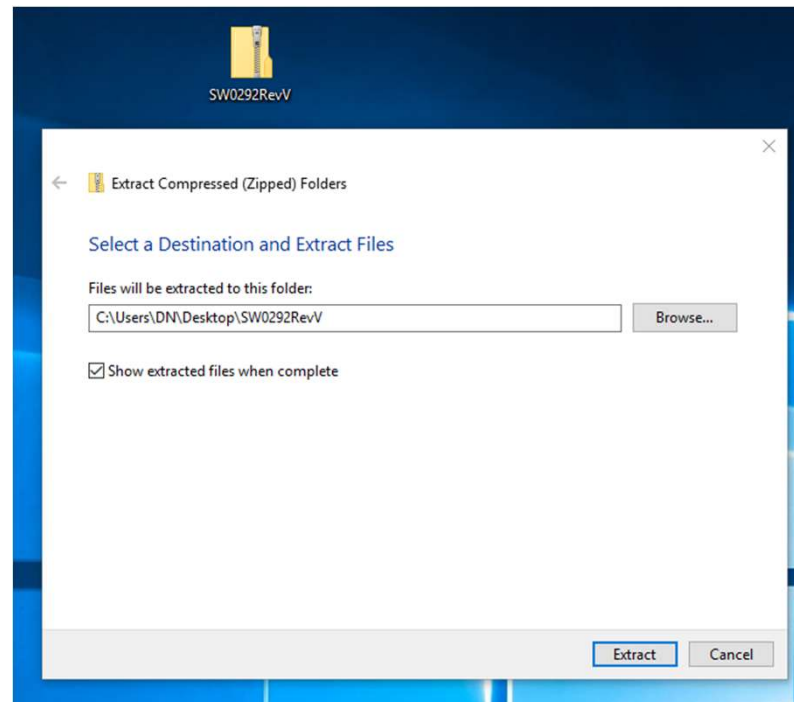 SW0292RevV
Extract Compressed (Zipped) Folders
Select a Destination and Extract Files
Files will be extracted to this folder:
C:\Users\DN\Desktop\SW0292RevV
Browse...
Show extracted files when complete
Extract
Cancel